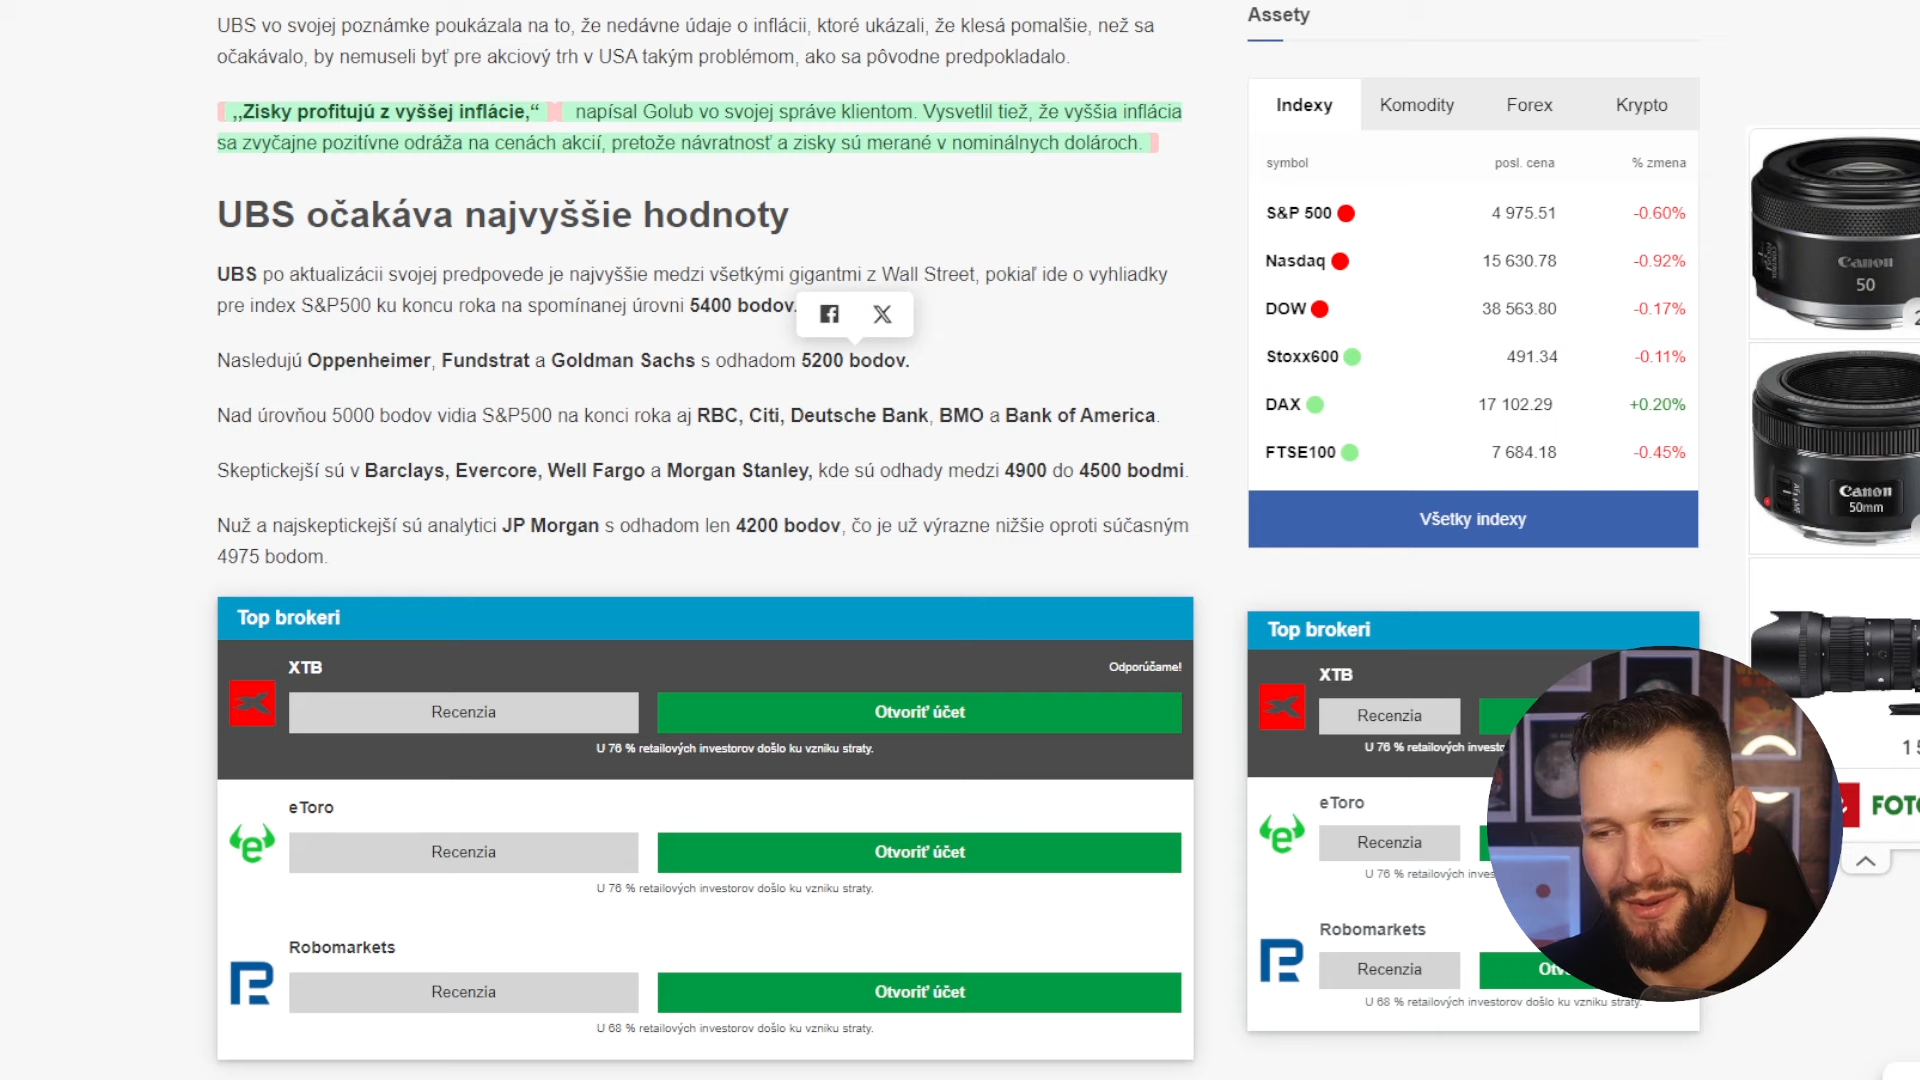 UBS vo svojej poznámke poukázala na to, že nedávne údaje o inflácii, ktoré ukázali, že klesá pomalšie, než sa
očakávalo, by nemuseli byť pre akciový trh v USA takým problémom, ako sa pôvodne predpokladalo.
„Zisky profitujú z vyššej inflácie,“ napísal Golub vo svojej správe klientom. Vysvetlil tiež, že vyššia inflácia
sa zvyčajne pozitívne odráža na cenách akcií, pretože návratnosť a zisky sú merané v nominálnych dolároch.
UBS očakáva najvyššie hodnoty
UBS po aktualizácii svojej predpovede je najvyššie medzi všetkými gigantmi z Wall Street, pokiaľ ide o vyhliadky
pre index S&P500 ku koncu roka na spomínanej úrovni 5400 bodov.
Nasledujú Oppenheimer, Fundstrat a Goldman Sachs s odhadom 5200 bodov.
Nad úrovňou 5000 bodov vidia S&P500 na konci roka aj RBC, Citi, Deutsche Bank, BMO a Bank of America.
Skeptickejší sú v Barclays, Evercore, Well Fargo a Morgan Stanley, kde sú odhady medzi 4900 do 4500 bodmi.
Nuž a najskeptickejší sú analytici JP Morgan s odhadom len 4200 bodov, čo je už výrazne nižšie oproti súčasným
4975 bodom.
Top brokeri
XTB
Odporúčame!
Recenzia
Otvoriť účet
U 76 % retailových investorov došlo ku vzniku straty.
eToro
Recenzia
Otvoriť účet
U 76 % retailových investorov došlo ku vzniku straty.
Robomarkets
Recenzia
Otvoriť účet
U 68 % retailových investorov došlo ku vzniku straty.
Assety
Indexy Komodity Forex Krypto
symbol posl. cena % zmena
S&P 500 4 975.51 -0.60%
Nasdaq 15 630.78 -0.92%
DOW 38 563.80 -0.17%
Stoxx600 491.34 -0.11%
DAX 17 102.29 +0.20%
FTSE100 7 684.18 -0.45%
Všetky indexy
Top brokeri
XTB
Recenzia
U 76 % retailových
eToro
Recenzia
U 76 % retailových
Robomarkets
Recenzia
U 68 % retailových investorov došlo ku vzniku straty.
Canon
50
Canon
50mm